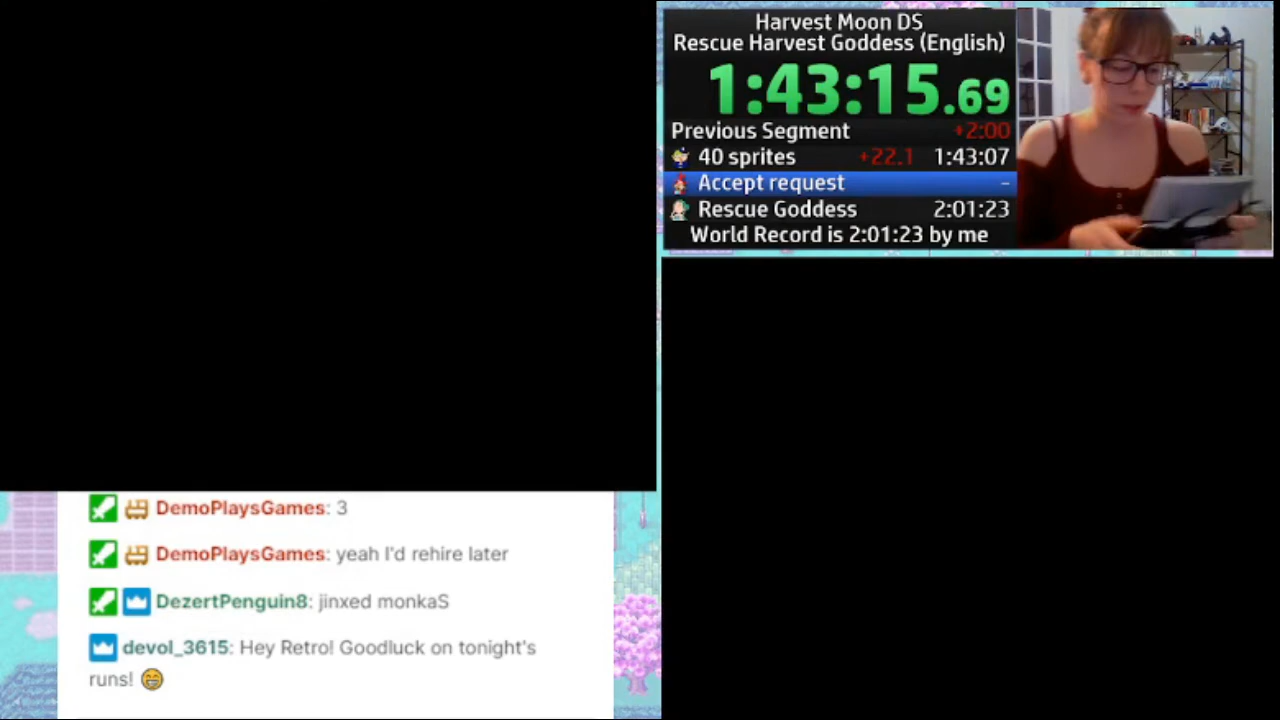 Harvest Moon DS
Rescue Harvest Goddess (English)
1:43:15.69
Previous Segment +2:00
40 sprites +22.1 1:43:07
Accept request -
Rescue Goddess 2:01:23
World Record is 2:01:23 by me
DemoPlaysGames: 3
DemoPlaysGames: yeah I'd rehire later
DezertPenguin8: jinxed monkaS
devol_3615: Hey Retro! Goodluck on tonight's
runs! 😁